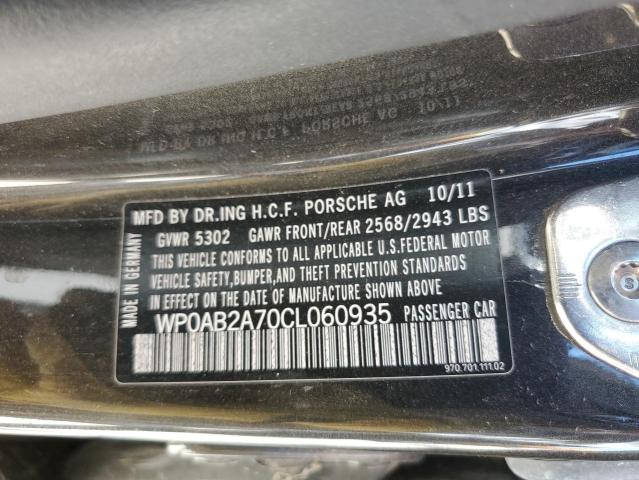 MFD BY DR.ING H.C.F. PORSCHE AG 10/11
GVWR 5302 GAWR FRONT/REAR 2568/2943 LBS
THIS VEHICLE CONFORMS TO ALL APPLICABLE U.S.FEDERAL MOTOR
VEHICLE SAFETY,BUMPER,AND THEFT PREVENTION STANDARDS
IN EFFECT ON THE DATE OF MANUFACTURE SHOWN ABOVE
WP0AB2A70CL060935 PASSENGER CAR
970.701.111.02
MADE IN GERMANY